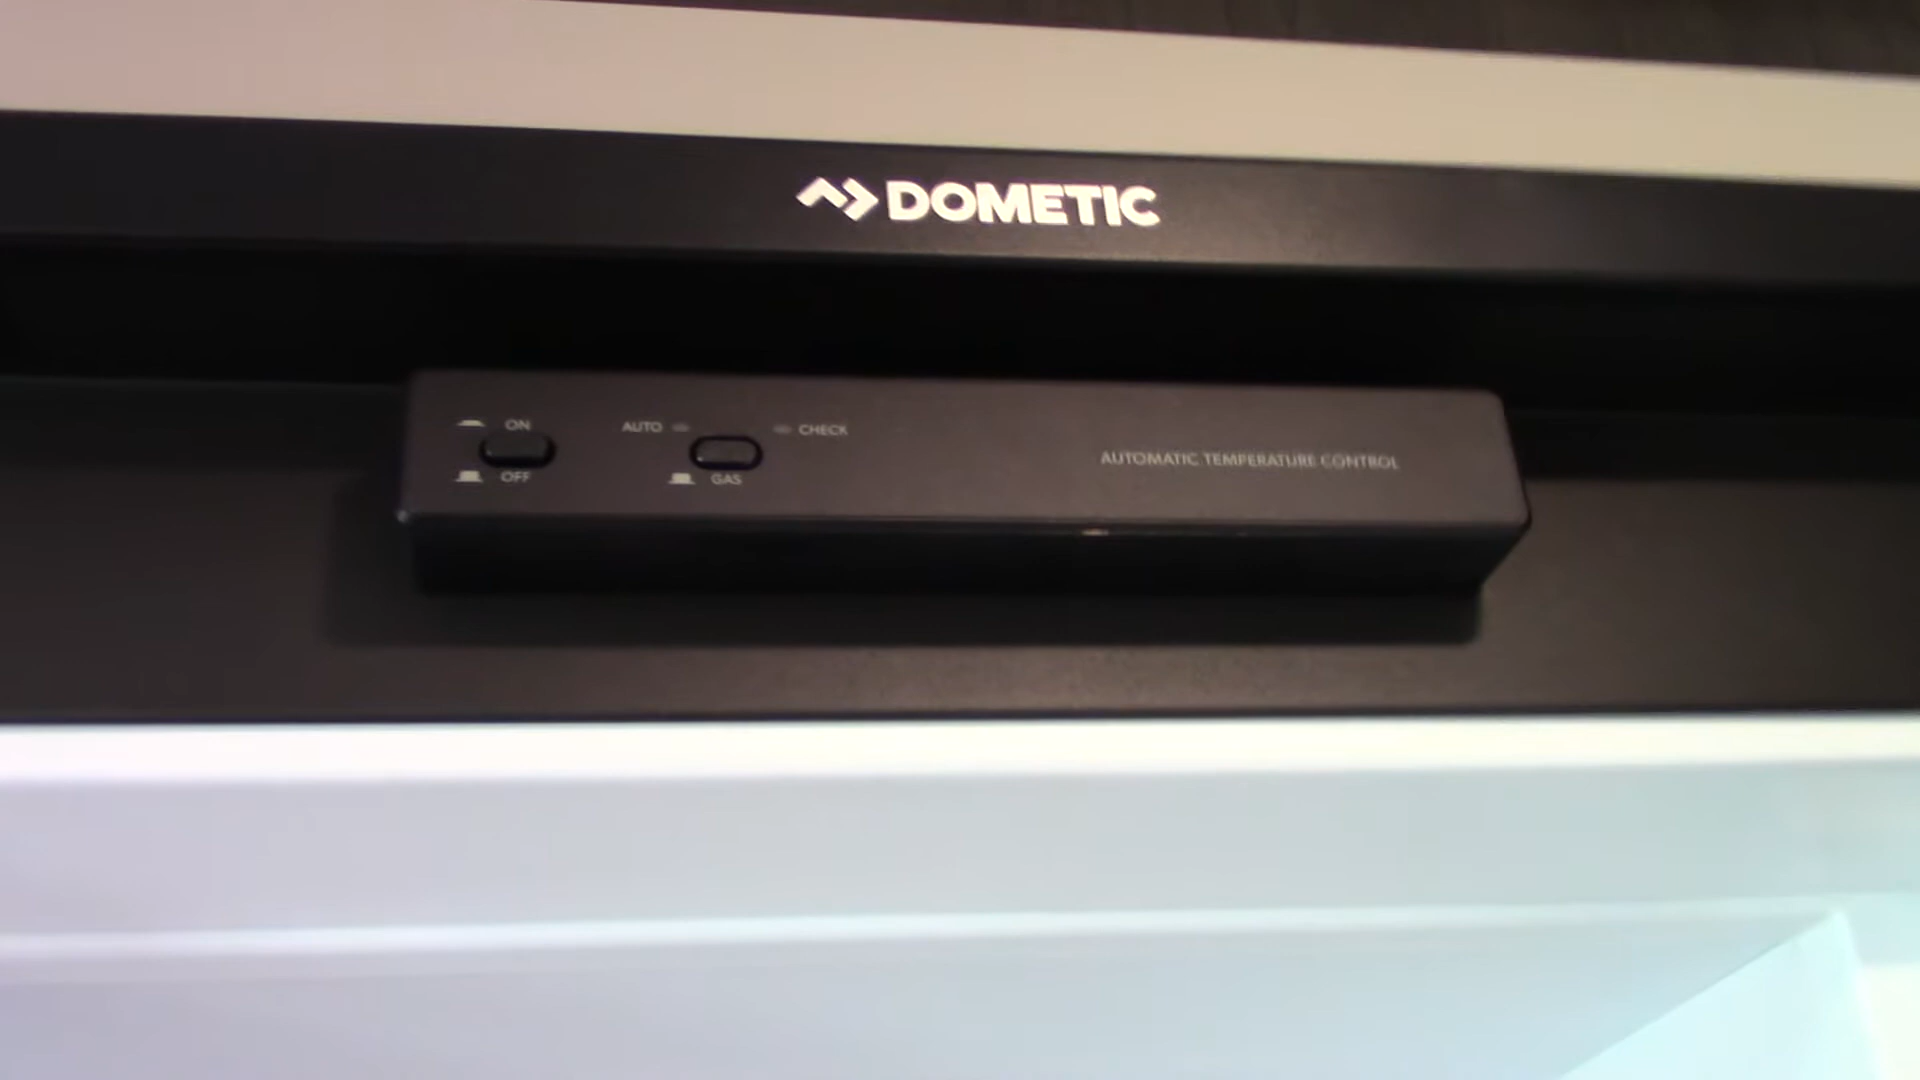 DOMETIC
ON
AUTO
CHECK
OFF
GAS
AUTOMATIC TEMPERATURE CONTROL